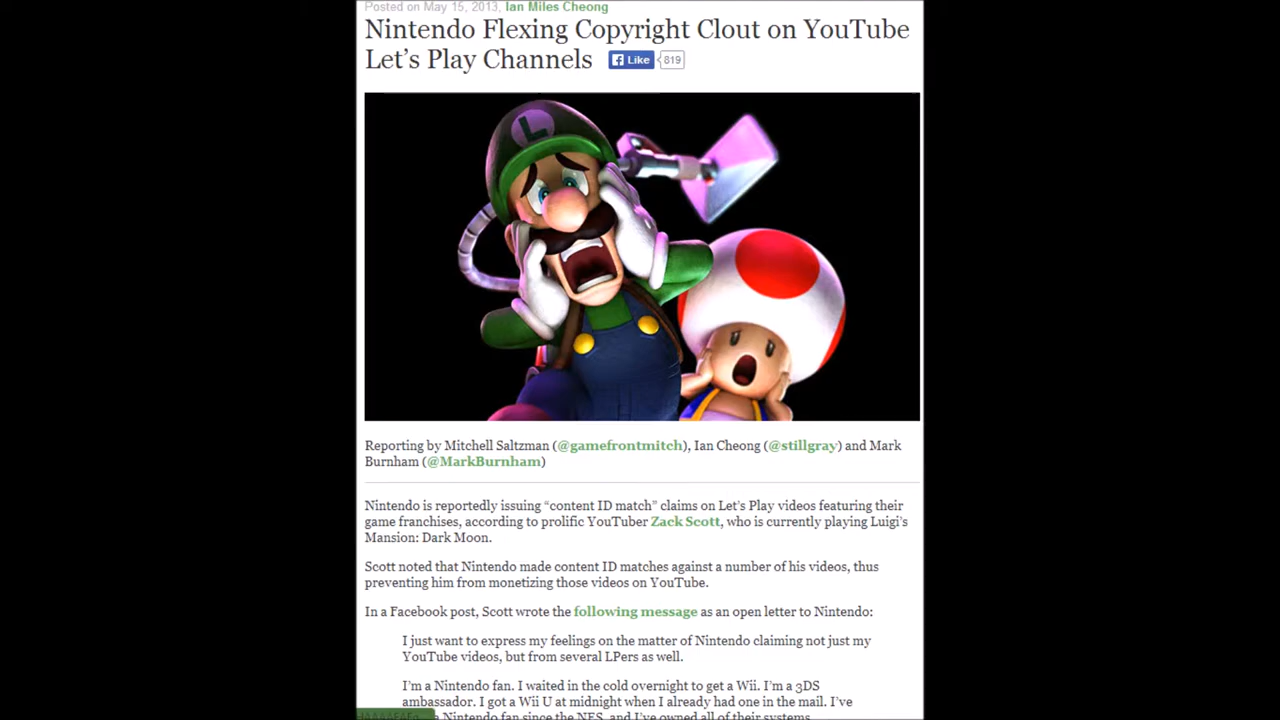 Posted on May 15, 2013, Ian Miles Cheong
Nintendo Flexing Copyright Clout on YouTube
Let’s Play Channels
Like 819
L
Reporting by Mitchell Saltzman (@gamefrontmitch), Ian Cheong (@stillgray) and Mark
Burnham (@MarkBurnham)
Nintendo is reportedly issuing “content ID match” claims on Let’s Play videos featuring their
game franchises, according to prolific YouTuber Zack Scott, who is currently playing Luigi’s
Mansion: Dark Moon.
Scott noted that Nintendo made content ID matches against a number of his videos, thus
preventing him from monetizing those videos on YouTube.
In a Facebook post, Scott wrote the following message as an open letter to Nintendo:
I just want to express my feelings on the matter of Nintendo claiming not just my
YouTube videos, but from several LPers as well.
I’m a Nintendo fan. I waited in the cold overnight to get a Wii. I’m a 3DS
ambassador. I got a Wii U at midnight when I already had one in the mail. I’ve
a Nintendo fan since the NES, and I’ve owned all of their systems.